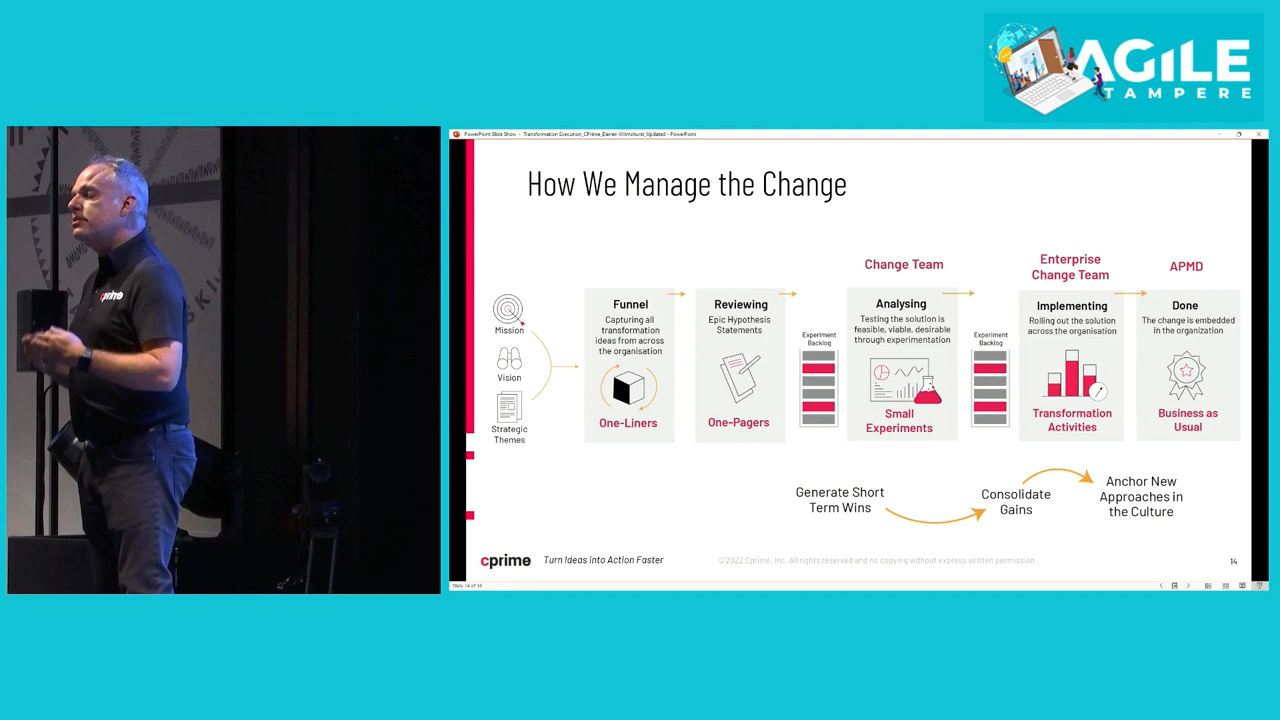 AGILE
TAMPERE
PowerPoint Slide Show - Transformation_Execution_CPrime_Darren Wilmshurst_Updated - PowerPoint
How We Manage the Change
Change Team
Enterprise
Change Team
APMD
Mission
Vision
Strategic
Themes
Funnel
Capturing all
transformation
ideas from across
the organisation
One-Liners
Reviewing
Epic Hypothesis
Statements
One-Pagers
Experiment
Backlog
Analysing
Testing the solution is
feasible, viable, desirable
through experimentation
Small
Experiments
Experiment
Backlog
Implementing
Rolling out the solution
across the organisation
Transformation
Activities
Done
The change is embedded
in the organization
Business as
Usual
Generate Short
Term Wins
Consolidate
Gains
Anchor New
Approaches in
the Culture
cprime
Turn Ideas into Action Faster
©2022 Cprime, Inc. All rights reserved and no copying without express written permission.
14
cprime